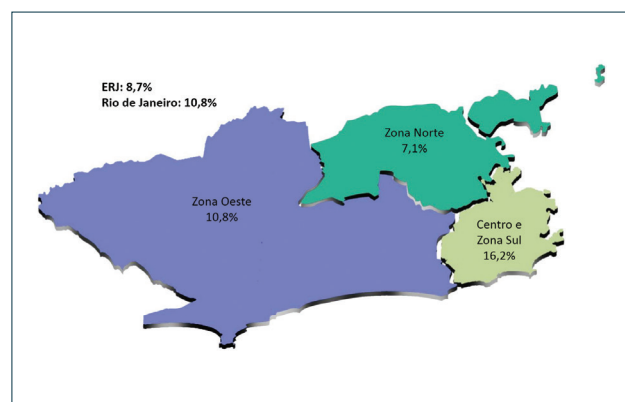 ERJ: 8,7%
Rio de Janeiro: 10,8%
Zona Norte
7,1%
Zona Oeste
10,8%
Centro e
Zona Sul
16,2%